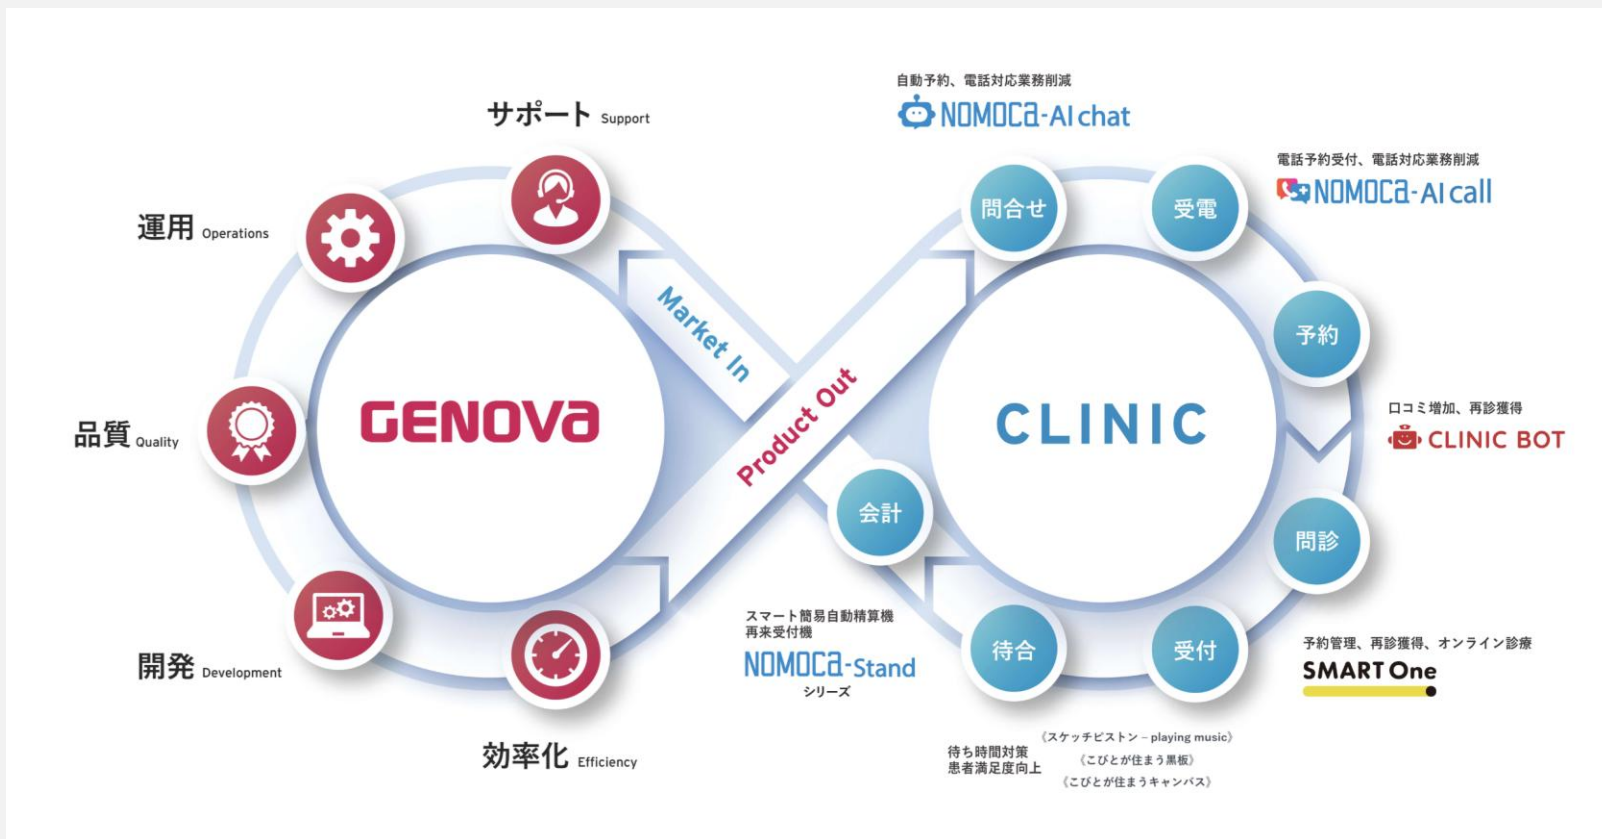 サポート Support
運用 Operations
品質 Quality
開発 Development
効率化 Efficiency
GENOVA
Market In
Product Out
CLINIC
自動予約、電話対応業務削減
NOMOCa-AI chat
電話予約受付、電話対応業務削減
NOMOCa-AI call
問合せ
受電
予約
口コミ増加、再診獲得
CLINIC BOT
問診
受付
予約管理、再診獲得、オンライン診療
SMART One
待合
待ち時間対策
患者満足度向上
《スケッチピストン – playing music》
《こびとが住まう黒板》
《こびとが住まうキャンバス》
会計
スマート簡易自動精算機
再来受付機
NOMOCa-Stand
シリーズ